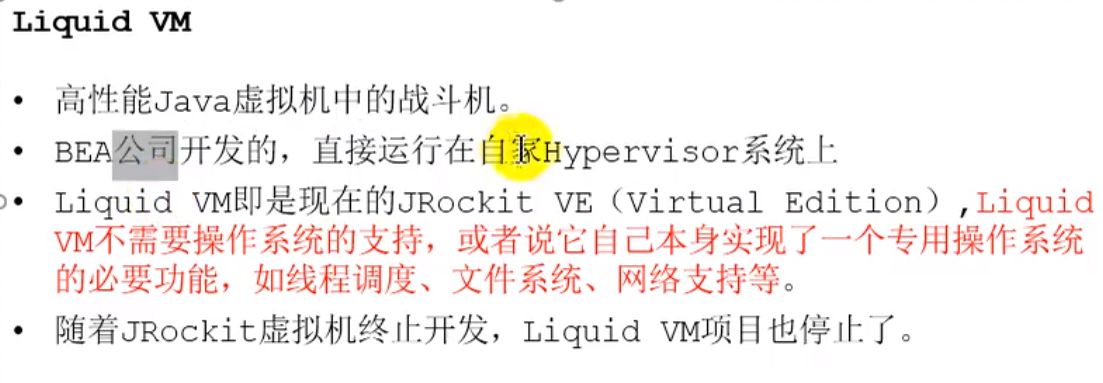 Liquid VM
• 高性能Java虚拟机中的战斗机。
• BEA公司开发的，直接运行在自家Hypervisor系统上
• Liquid VM即是现在的JRockit VE（Virtual Edition）,Liquid
VM不需要操作系统的支持，或者说它自己本身实现了一个专用操作系统
的必要功能，如线程调度、文件系统、网络支持等。
• 随着JRockit虚拟机终止开发，Liquid VM项目也停止了。